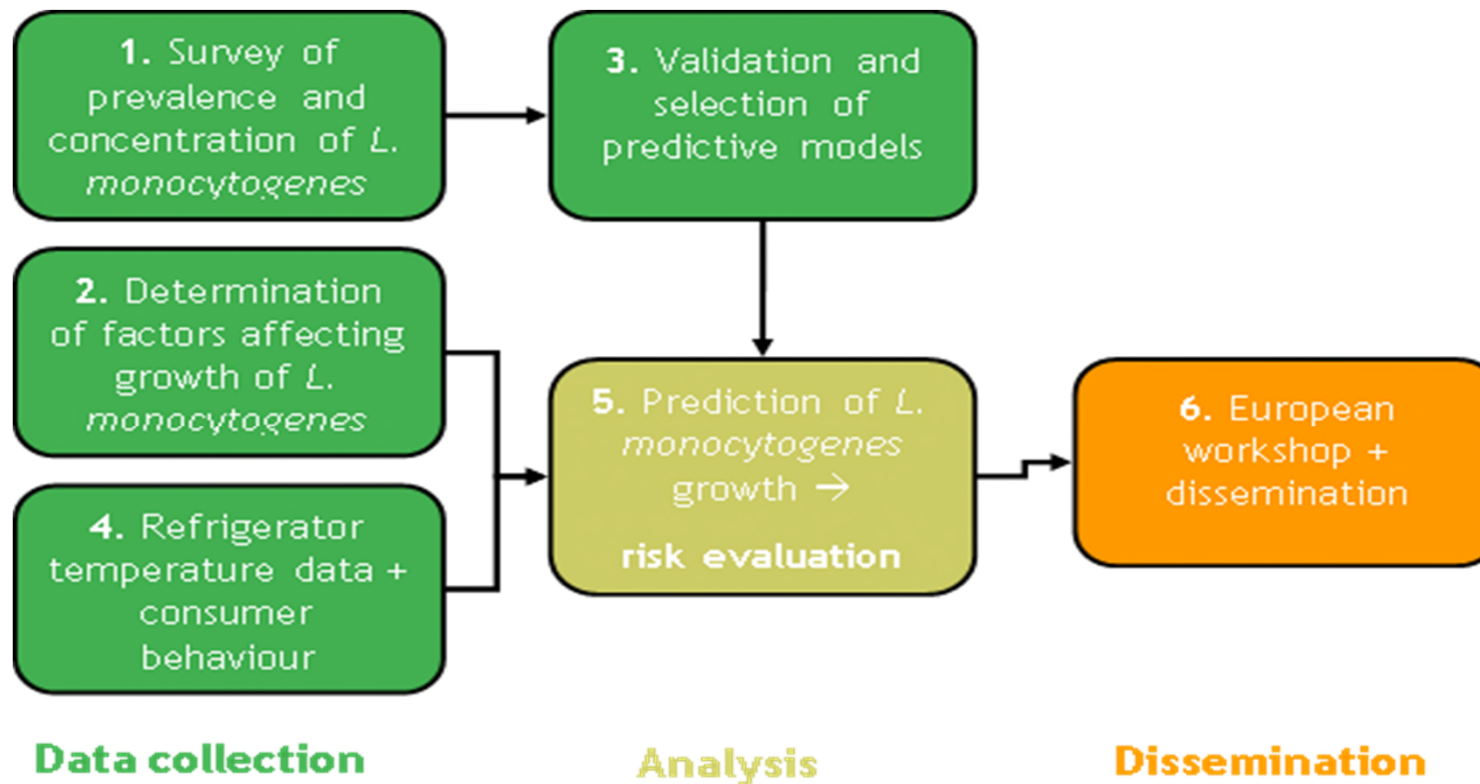 1. Survey of
prevalence and
concentration of L.
monocytogenes
3. Validation and
selection of
predictive models
2. Determination
of factors affecting
growth of L.
monocytogenes
4. Refrigerator
temperature data +
consumer
behaviour
5. Prediction of L.
monocytogenes
growth →
risk evaluation
6. European
workshop +
dissemination
Data collection
Analysis
Dissemination